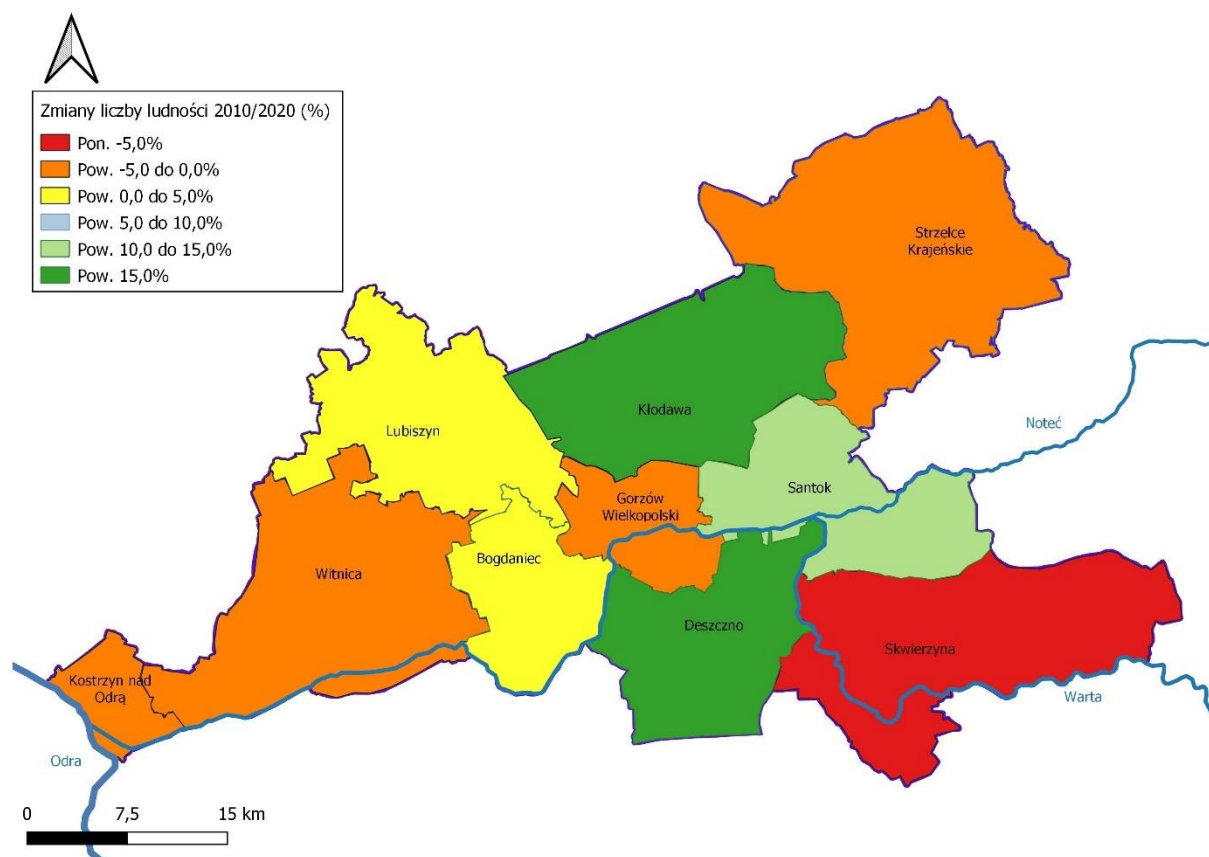 Zmiany liczby ludności 2010/2020 (%)
Pon. -5,0%
Pow. -5,0 do 0,0%
Pow. 0,0 do 5,0%
Pow. 5,0 do 10,0%
Pow. 10,0 do 15,0%
Pow. 15,0%
Strzelce
Krajeńskie
Kłodawa
Noteć
Lubiszyn
Santok
Gorzów
Wielkopolski
Bogdaniec
Witnica
Deszczno
Skwierzyna
Kostrzyn nad
Odrą
Warta
Odra
0 7,5 15 km